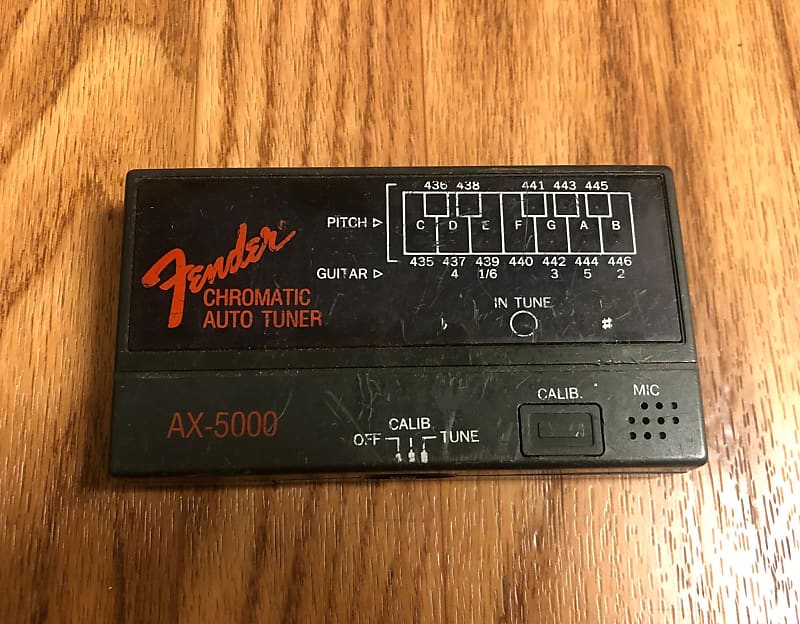 436 438 441 443 445
PITCH ▷ C D E F G A B
435 437 439 440 442 444 446
GUITAR ▷ 4 1/6 3 5 2
Fender
CHROMATIC
AUTO TUNER
IN TUNE
♭ #
AX-5000
CALIB.
OFF TUNE
CALIB.
MIC